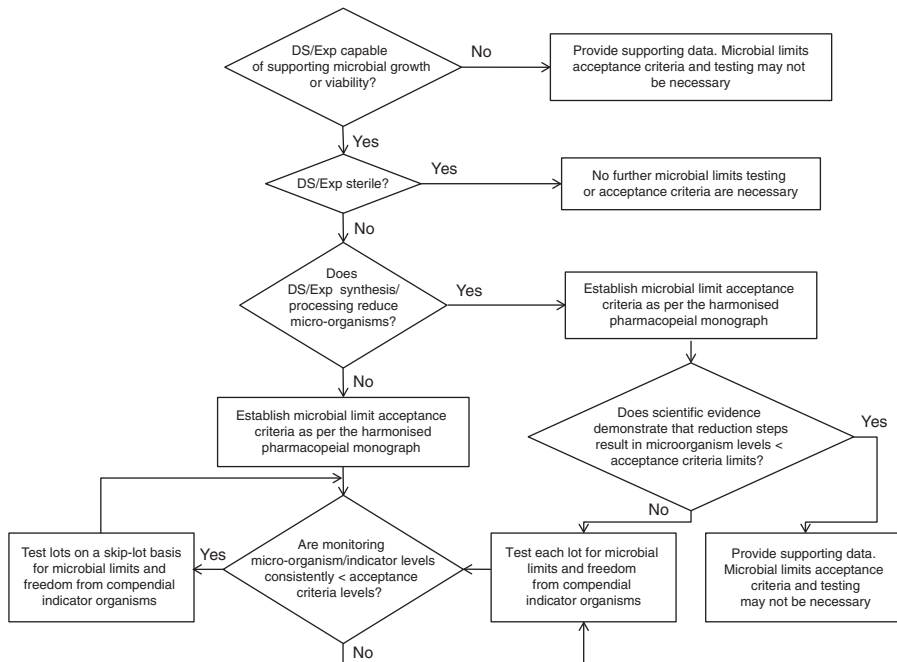 DS/Exp capable
of supporting microbial growth
or viability?
No
Provide supporting data. Microbial limits
acceptance criteria and testing may not
be necessary
Yes
DS/Exp sterile?
Yes
No further microbial limits testing
or acceptance criteria are necessary
No
Does
DS/Exp synthesis/
processing reduce
micro-organisms?
Yes
Establish microbial limit acceptance
criteria as per the harmonised
pharmacopeial monograph
No
Establish microbial limit acceptance
criteria as per the harmonised
pharmacopeial monograph
Does scientific evidence
demonstrate that reduction steps
result in microorganism levels <
acceptance criteria limits?
Yes
No
Test lots on a skip-lot basis
for microbial limits and
freedom from compendial
indicator organisms
Yes
Are monitoring
micro-organism/indicator levels
consistently < acceptance
criteria levels?
Test each lot for microbial
limits and freedom
from compendial
indicator organisms
Provide supporting data.
Microbial limits acceptance
criteria and testing
may not be necessary
No